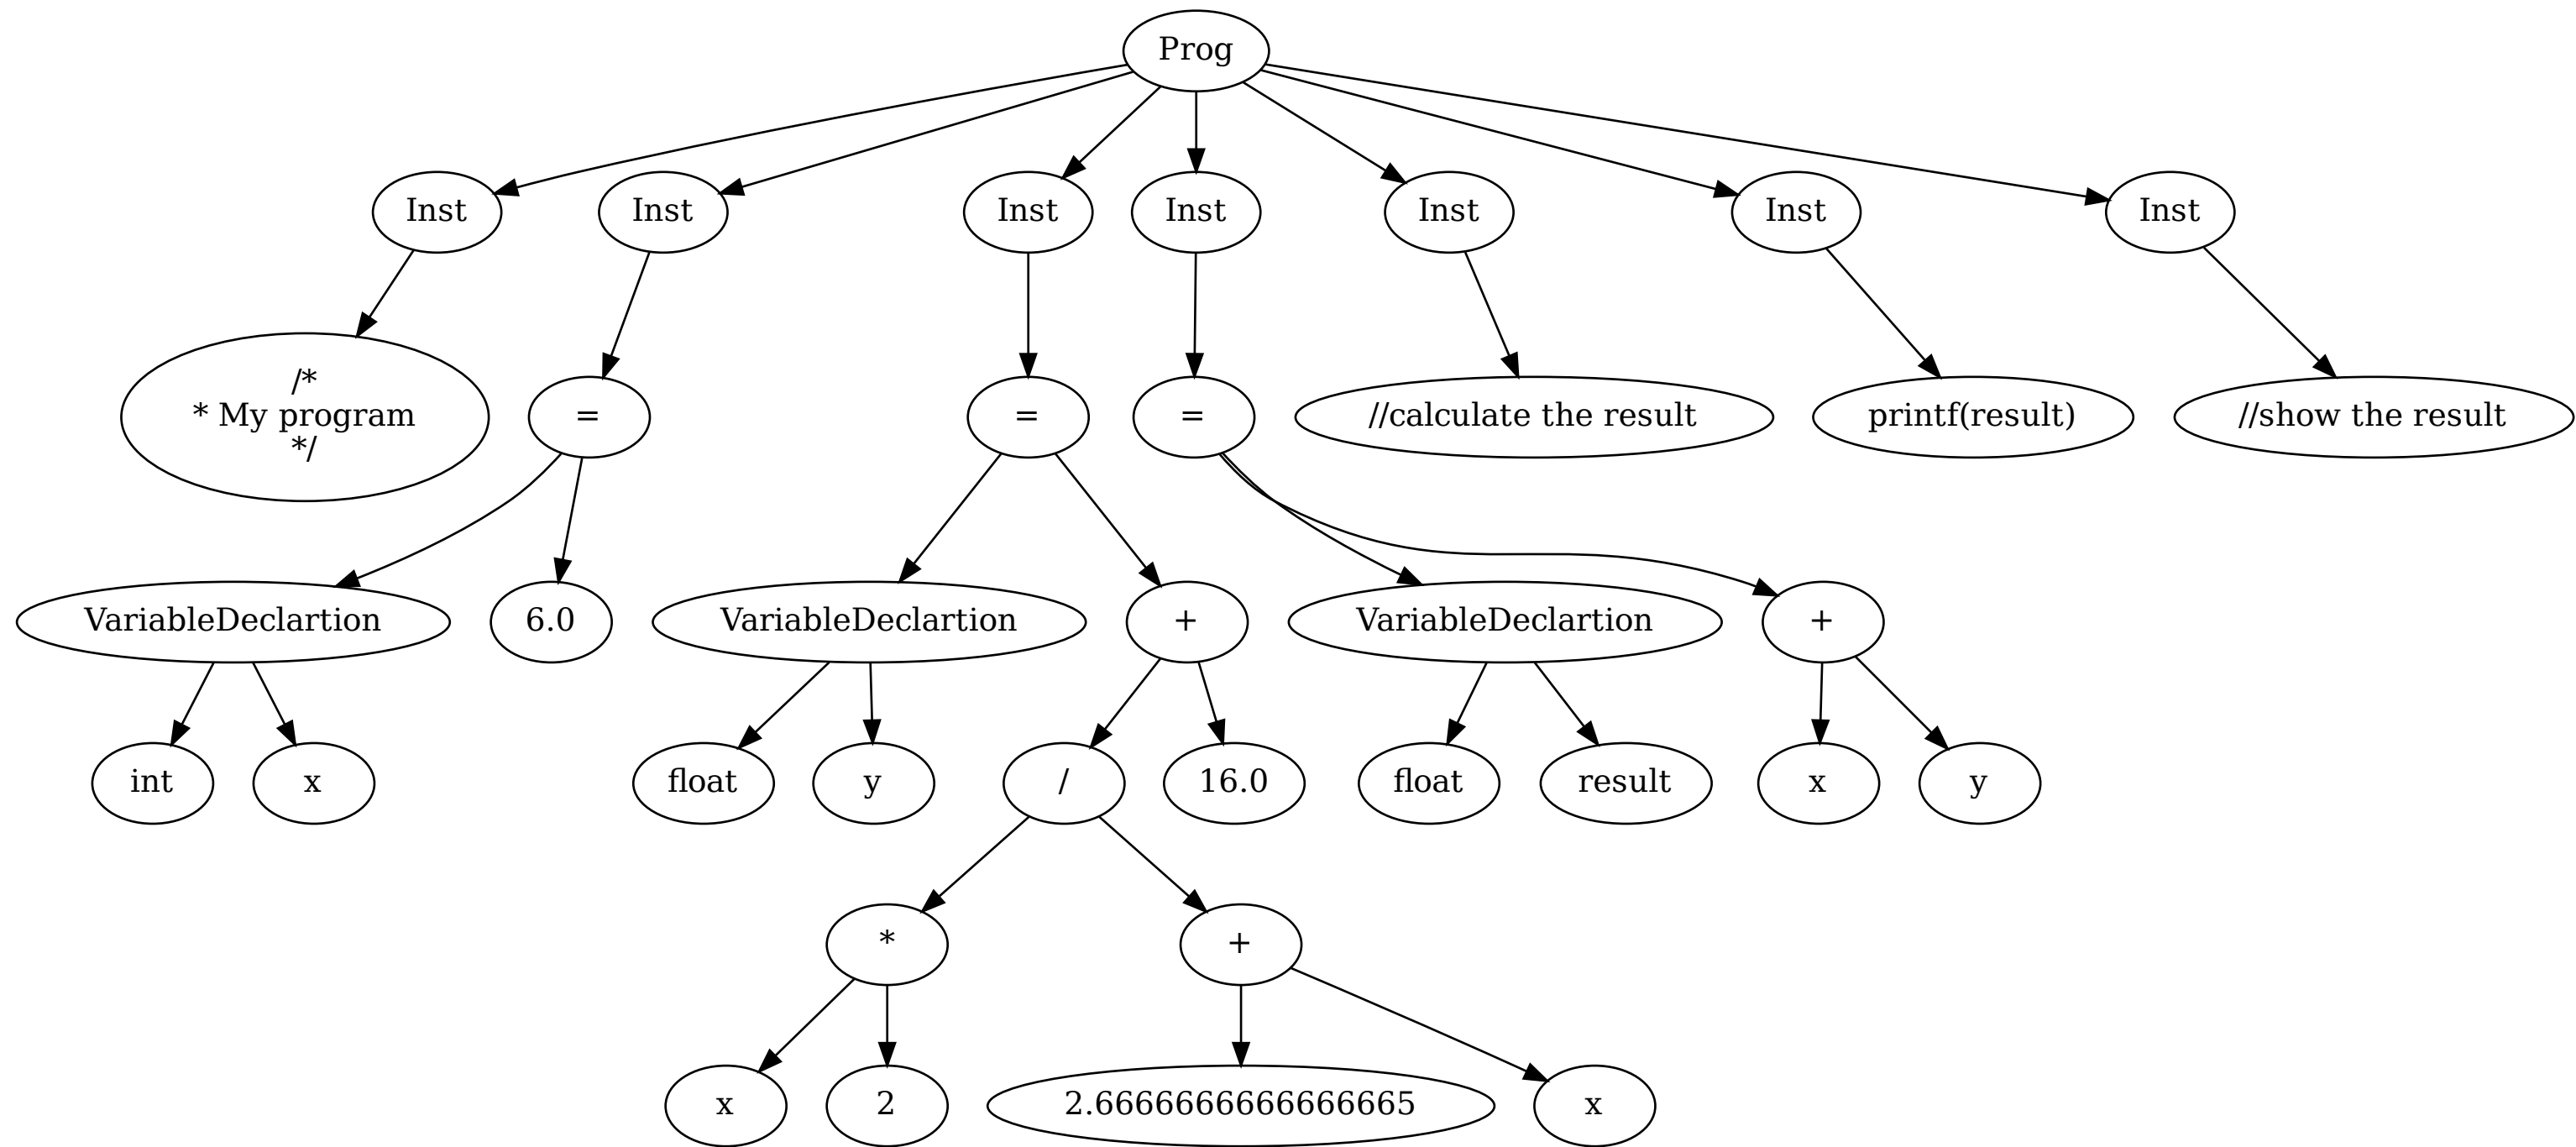 Prog
Inst
Inst
Inst
Inst
Inst
Inst
Inst
/*
* My program
*/
=
=
=
//calculate the result
printf(result)
//show the result
VariableDeclartion
6.0
VariableDeclartion
+
VariableDeclartion
+
int
x
float
y
/
16.0
float
result
x
y
*
+
x
2
2.6666666666666665
x